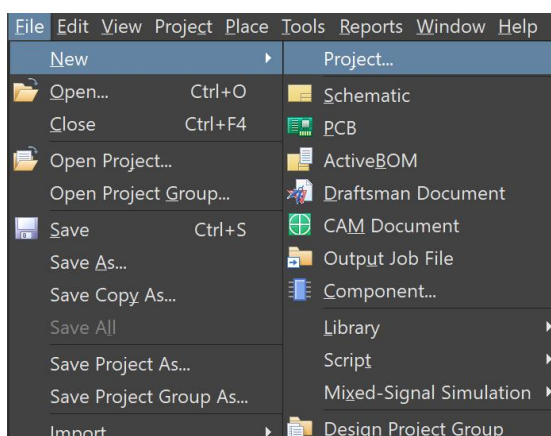 File Edit View Project Place Tools Reports Window Help
New
Open... Ctrl+O
Close Ctrl+F4
Open Project...
Open Project Group...
Save Ctrl+S
Save As...
Save Copy As...
Save All
Save Project As...
Save Project Group As...
Import
Project...
Schematic
PCB
ActiveBOM
Draftsman Document
CAM Document
Output Job File
Component...
Library
Script
Mixed-Signal Simulation
Design Project Group